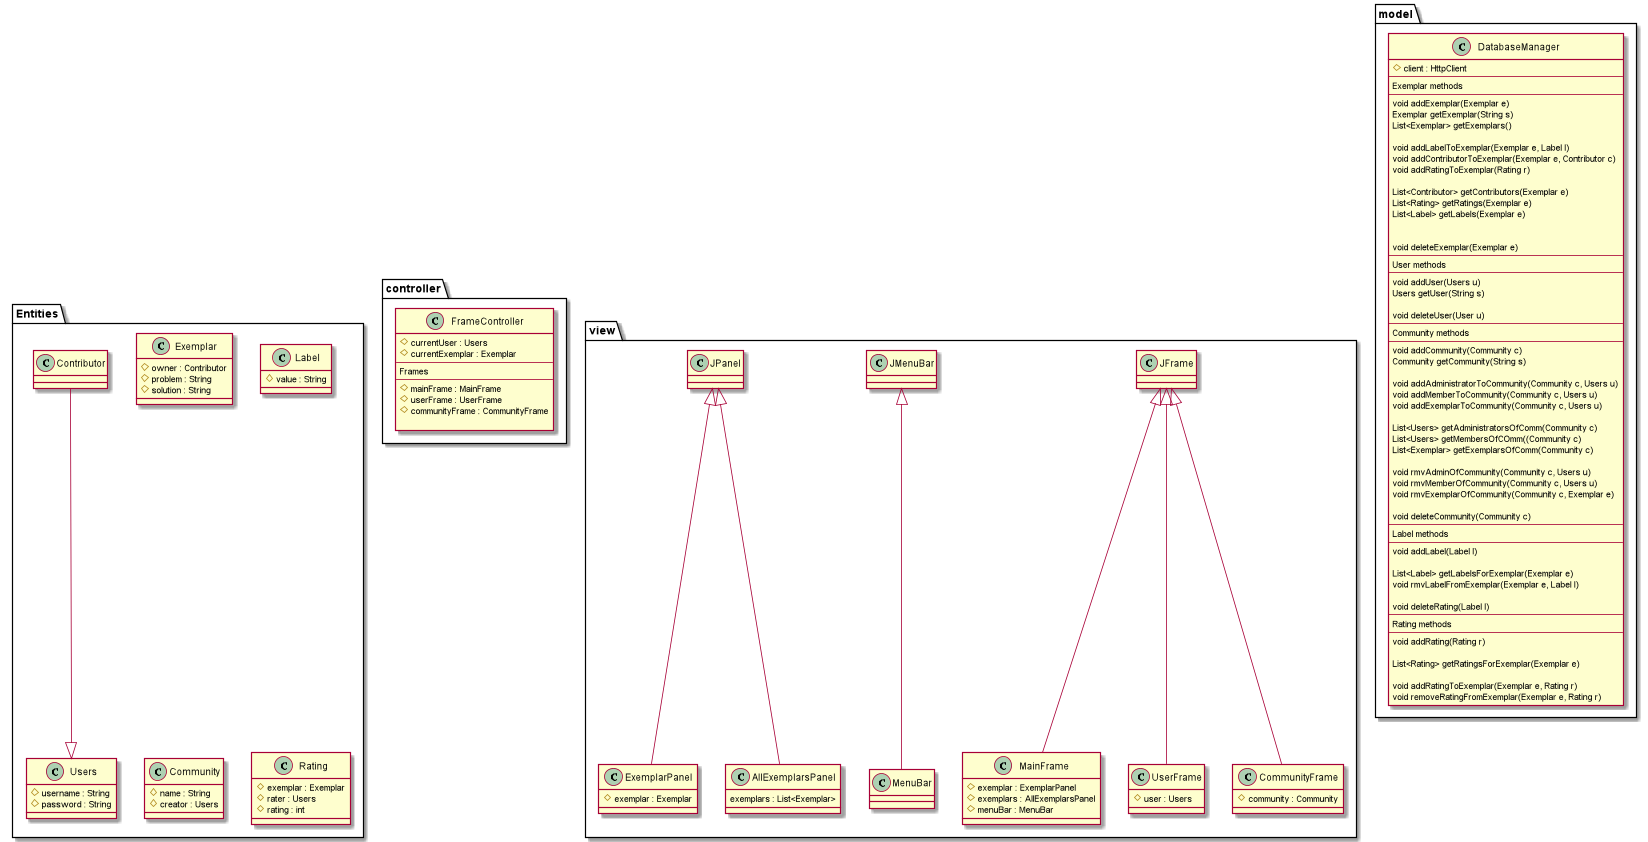 Entities
C Contributor
C Exemplar
owner : Contributor
problem : String
solution : String
C Label
value : String
C Users
username : String
password : String
C Community
name : String
creator : Users
C Rating
exemplar : Exemplar
rater : Users
rating : int
controller
C FrameController
currentUser : Users
currentExemplar : Exemplar
Frames
mainFrame : MainFrame
userFrame : UserFrame
communityFrame : CommunityFrame
view
C JPanel
C JMenuBar
C JFrame
C ExemplarPanel
exemplar : Exemplar
C AllExemplarsPanel
exemplars : List<Exemplar>
C MenuBar
C MainFrame
exemplar : ExemplarPanel
exemplars : AllExemplarsPanel
menuBar : MenuBar
C UserFrame
user : Users
C CommunityFrame
community : Community
model
C DatabaseManager
client : HttpClient
Exemplar methods
void addExemplar(Exemplar e)
Exemplar getExemplar(String s)
List<Exemplar> getExemplars()
void addLabelToExemplar(Exemplar e, Label l)
void addContributorToExemplar(Exemplar e, Contributor c)
void addRatingToExemplar(Rating r)
List<Contributor> getContributors(Exemplar e)
List<Rating> getRatings(Exemplar e)
List<Label> getLabels(Exemplar e)
void deleteExemplar(Exemplar e)
User methods
void addUser(Users u)
Users getUser(String s)
void deleteUser(User u)
Community methods
void addCommunity(Community c)
Community getCommunity(String s)
void addAdministratorToCommunity(Community c, Users u)
void addMemberToCommunity(Community c, Users u)
void addExemplarToCommunity(Community c, Users u)
List<Users> getAdministratorsOfComm(Community c)
List<Users> getMembersOfCOmm((Community c)
List<Exemplar> getExemplarsOfComm(Community c)
void rmvAdminOfCommunity(Community c, Users u)
void rmvMemberOfCommunity(Community c, Users u)
void rmvExemplarOfCommunity(Community c, Exemplar e)
void deleteCommunity(Community c)
Label methods
void addLabel(Label l)
List<Label> getLabelsForExemplar(Exemplar e)
void rmvLabelFromExemplar(Exemplar e, Label l)
void deleteRating(Label l)
Rating methods
void addRating(Rating r)
List<Rating> getRatingsForExemplar(Exemplar e)
void addRatingToExemplar(Exemplar e, Rating r)
void removeRatingFromExemplar(Exemplar e, Rating r)